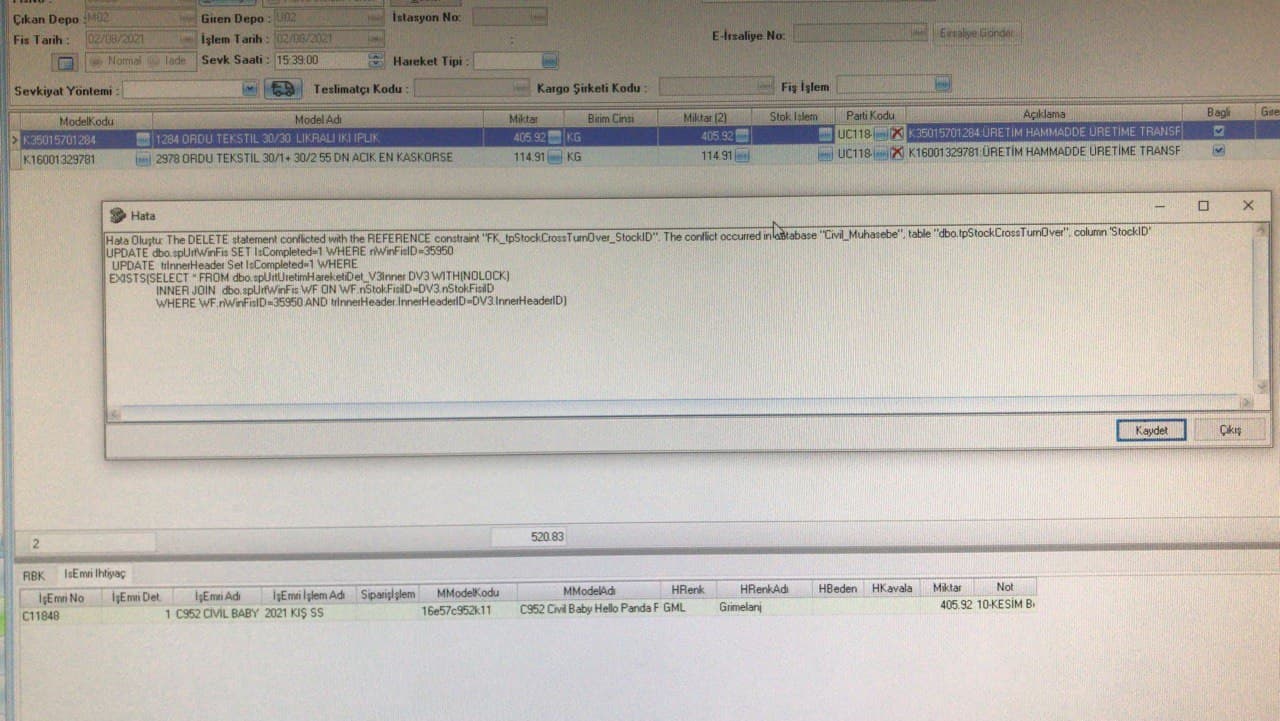 Çıkan Depo : M02 Giren Depo : U02 İstasyon No:
Fis Tarih : 02/08/2021 İşlem Tarih : 02/08/2021 : E-İrsaliye No: Eirsaliye Gönder
Normal İade Sevk Saati : 15:39:00 Hareket Tipi :
Sevkiyat Yöntemi : Teslimatçı Kodu : Kargo Şirketi Kodu : Fiş İşlem
ModelKodu Model Adı Miktar Birim Cinsi Miktar (2) Stok Islem Parti Kodu Açıklama Bagli Gire
K35015701284 1284 ORDU TEKSTIL 30/30 LIKRALI IKI IPLIK 405.92 KG 405.92 UC118- K35015701284:ÜRETİM HAMMADDE ÜRETİME TRANSF
K16001329781 2978 ORDU TEKSTIL 30/1+ 30/2 55 DN ACIK EN KASKORSE 114.91 KG 114.91 UC118- K16001329781:ÜRETİM HAMMADDE ÜRETİME TRANSF
Hata
Hata Oluştu: The DELETE statement conflicted with the REFERENCE constraint "FK_tpStockCrossTurnOver_StockID". The conflict occurred in database "Civil_Muhasebe", table "dbo.tpStockCrossTurnOver", column 'StockID'
UPDATE dbo.spUrtWinFis SET IsCompleted=1 WHERE nWinFisID=35950
UPDATE trInnerHeader Set IsCompleted=1 WHERE
EXISTS(SELECT * FROM dbo.spUrtUretimHareketiDet_V3Inner DV3 WITH(NOLOCK)
INNER JOIN dbo.spUrtWinFis WF ON WF.nStokFisiID=DV3.nStokFisiID
WHERE WF.nWinFisID=35950 AND trInnerHeader.InnerHeaderID=DV3.InnerHeaderID)
Kaydet Çıkış
2 520.83
RBK IsEmri Ihtiyaç
İşEmri No İşEmri Det. İşEmri Adı İşEmri İşlem Adı Siparişİşlem MModelKodu MModelAdı HRenk HRenkAdı HBeden HKavala Miktar Not
C11848 1 C952 CİVİL BABY 2021 KIŞ SS 16e57c952k11 C952 Civil Baby Hello Panda F GML Grimelanj 405.92 10-KESİM B